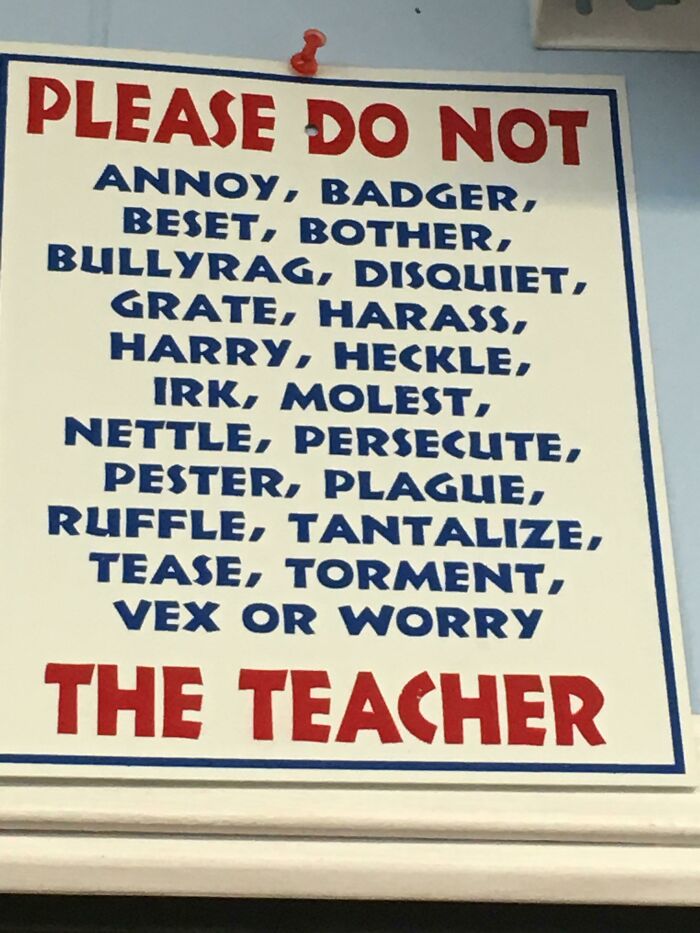 PLEASE DO NOT
ANNOY, BADGER,
BESET, BOTHER,
BULLYRAG, DISQUIET,
GRATE, HARASS,
HARRY, HECKLE,
IRK, MOLEST,
NETTLE, PERSECUTE,
PESTER, PLAGUE,
RUFFLE, TANTALIZE,
TEASE, TORMENT,
VEX OR WORRY
THE TEACHER